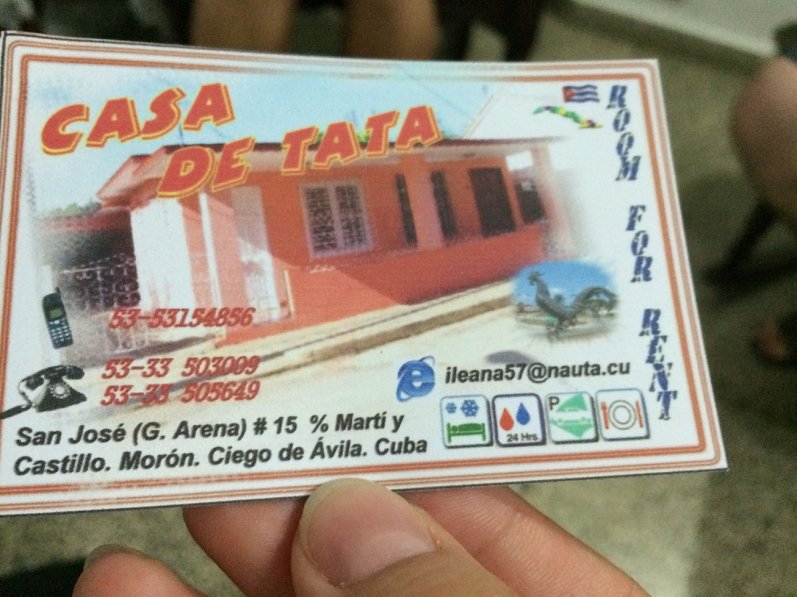 CASA
DE TATA
ROOM FOR RENT
53-53154856
53-33 503009
53-33 505649
ileana57@nauta.cu
24 Hrs.
P
San José (G. Arena) # 15 % Martí y
Castillo. Morón. Ciego de Ávila. Cuba